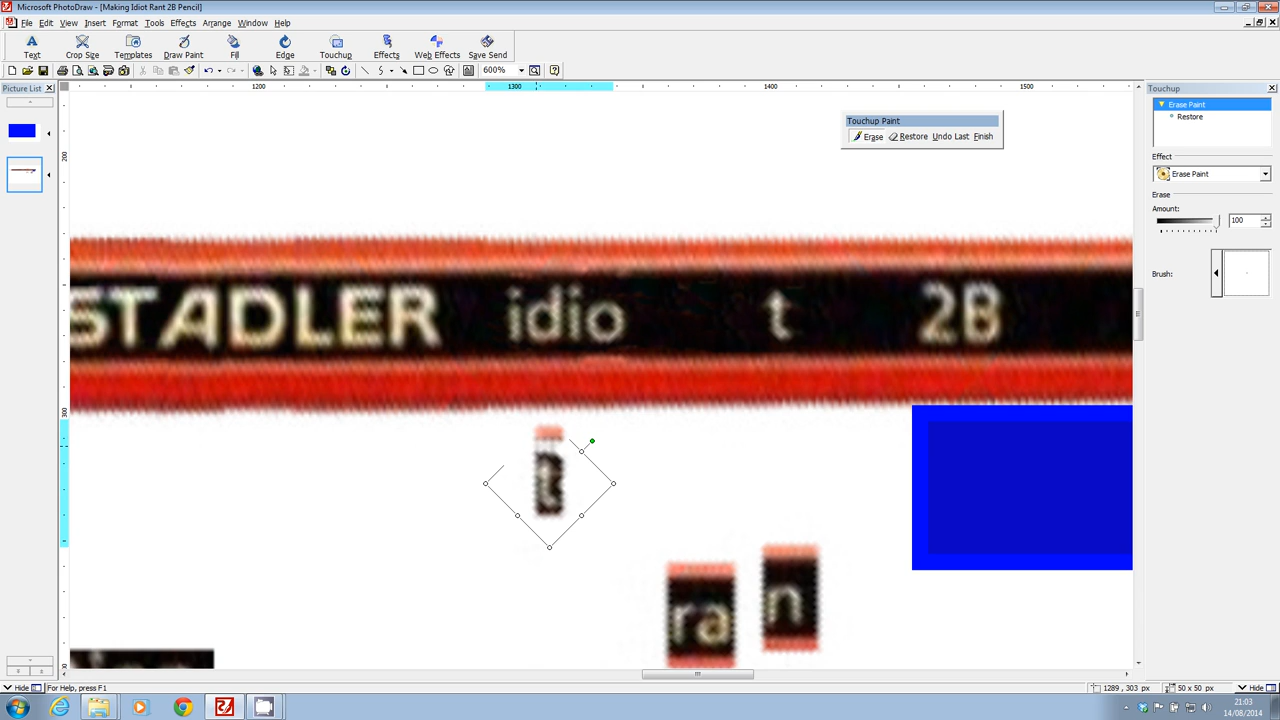 Microsoft PhotoDraw - [Making Idiot Rant 2B Pencil]
File Edit View Insert Format Tools Effects Arrange Window Help
Text Crop Size Templates Draw Paint Fill Edge Touchup Effects Web Effects Save Send
600%
Picture List
1200 1300 1400 1500
200
300
Touchup
Erase Paint
Restore
Effect
Erase Paint
Erase
Amount:
100
Brush:
Touchup Paint
Erase Restore Undo Last Finish
STADLER idio t 2B
t
ra n
Hide For Help, press F1
1289 , 303 px 50 x 50 px Hide
21:03
14/08/2014